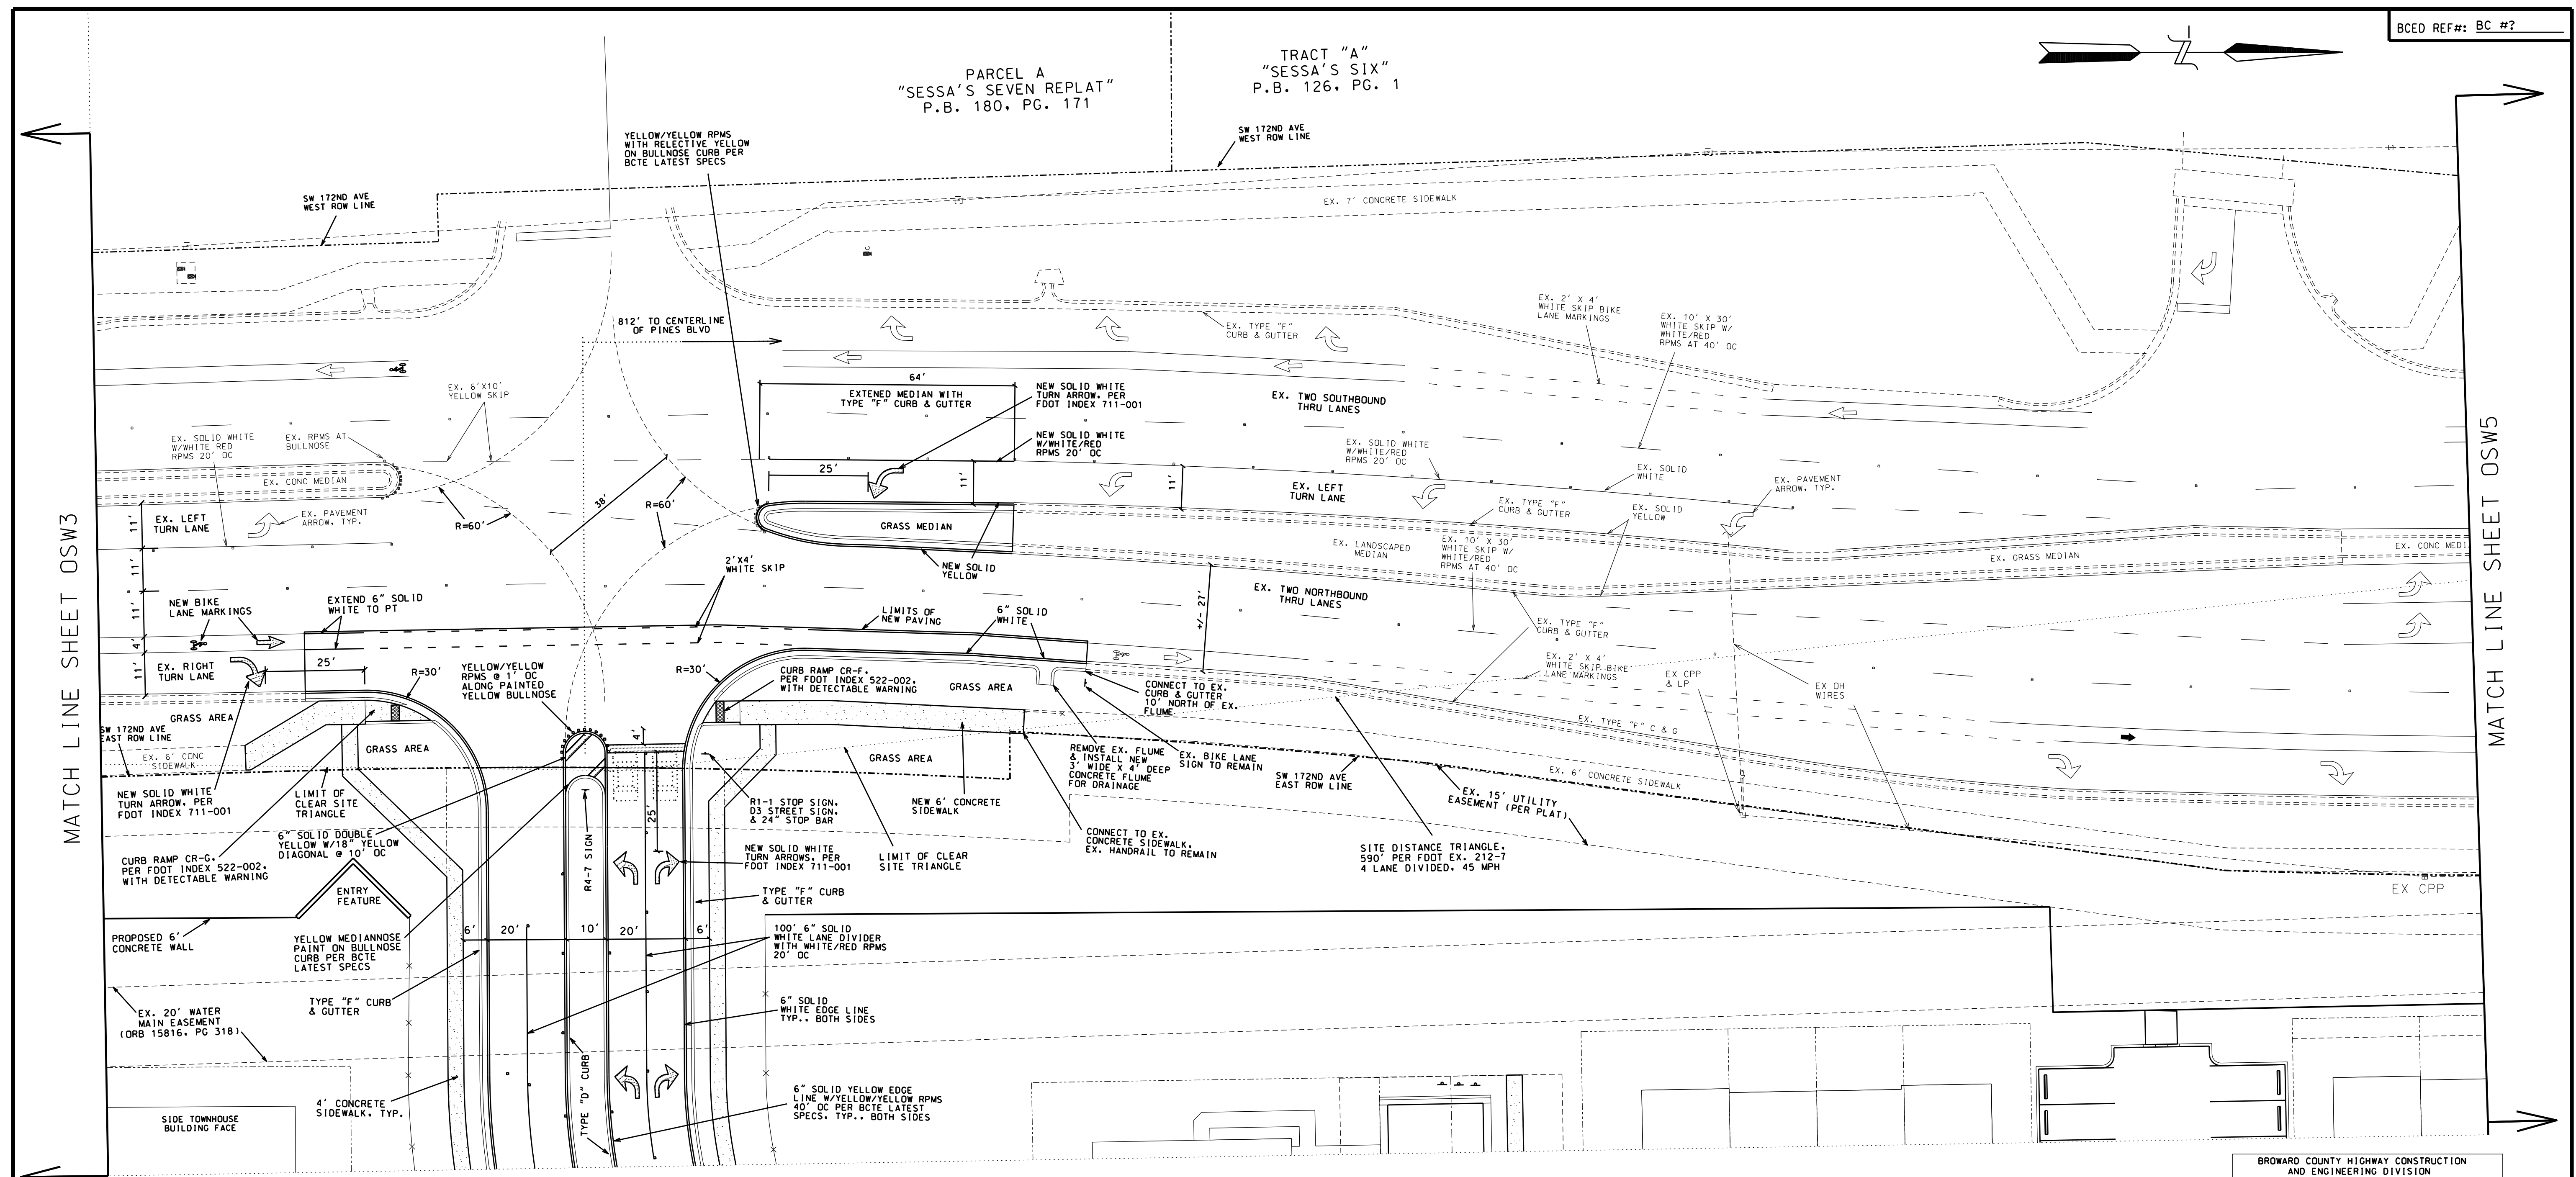 BCED REF#: BC #?
PARCEL A
"SESSA'S SEVEN REPLAT"
P.B. 180, PG. 171
TRACT "A"
"SESSA'S SIX"
P.B. 126, PG. 1
SW 172ND AVE
WEST ROW LINE
YELLOW/YELLOW RPMS
WITH RELECTIVE YELLOW
ON BULLNOSE CURB PER
BCTE LATEST SPECS
SW 172ND AVE
WEST ROW LINE
EX. 7' CONCRETE SIDEWALK
812' TO CENTERLINE
OF PINES BLVD
EX. TYPE "F"
CURB & GUTTER
EX. 2' X 4'
WHITE SKIP BIKE
LANE MARKINGS
EX. 10' X 30'
WHITE SKIP W/
WHITE/RED
RPMS AT 40' OC
EX. 6'X10'
YELLOW SKIP
64'
EXTENED MEDIAN WITH
TYPE "F" CURB & GUTTER
NEW SOLID WHITE
TURN ARROW, PER
FDOT INDEX 711-001
EX. TWO SOUTHBOUND
THRU LANES
EX. SOLID WHITE
W/WHITE RED
RPMS 20' OC
EX. RPMS AT
BULLNOSE
NEW SOLID WHITE
W/WHITE/RED
RPMS 20' OC
EX. SOLID WHITE
W/WHITE/RED
RPMS 20' OC
25'
11'
11'
EX. SOLID
WHITE
EX. PAVEMENT
ARROW, TYP.
EX. CONC MEDIAN
38'
EX. LEFT
TURN LANE
EX. LEFT
TURN LANE
11'
EX. PAVEMENT
ARROW, TYP.
R=60'
R=60'
GRASS MEDIAN
EX. TYPE "F"
CURB & GUTTER
EX. SOLID
YELLOW
EX. LANDSCAPED
MEDIAN
EX. 10' X 30'
WHITE SKIP W/
WHITE/RED
RPMS AT 40' OC
EX. GRASS MEDIAN
EX. CONC MEDI
MATCH LINE SHEET OSW3
MATCH LINE SHEET OSW5
11'
2'X4'
WHITE SKIP
NEW SOLID
YELLOW
EX. TWO NORTHBOUND
THRU LANES
+/- 27'
NEW BIKE
LANE MARKINGS
11'
EXTEND 6" SOLID
WHITE TO PT
LIMITS OF
NEW PAVING
6" SOLID
WHITE
EX. TYPE "F"
CURB & GUTTER
4'
11'
EX. RIGHT
TURN LANE
25'
R=30'
YELLOW/YELLOW
RPMS @ 1' OC
ALONG PAINTED
YELLOW BULLNOSE
R=30'
CURB RAMP CR-F,
PER FDOT INDEX 522-002,
WITH DETECTABLE WARNING
GRASS AREA
CONNECT TO EX.
CURB & GUTTER
10' NORTH OF EX.
FLUME
EX. 2' X 4'
WHITE SKIP BIKE
LANE MARKINGS
EX CPP
& LP
EX OH
WIRES
GRASS AREA
SW 172ND AVE
EAST ROW LINE
GRASS AREA
EX. 6' CONC
SIDEWALK
4'
GRASS AREA
REMOVE EX. FLUME
& INSTALL NEW
3' WIDE X 4' DEEP
CONCRETE FLUME
FOR DRAINAGE
EX. BIKE LANE
SIGN TO REMAIN
SW 172ND AVE
EAST ROW LINE
EX. TYPE "F" C & G
EX. 6' CONCRETE SIDEWALK
EX. 15' UTILITY
EASEMENT (PER PLAT)
NEW SOLID WHITE
TURN ARROW, PER
FDOT INDEX 711-001
LIMIT OF
CLEAR SITE
TRIANGLE
R1-1 STOP SIGN,
D3 STREET SIGN,
& 24" STOP BAR
NEW 6' CONCRETE
SIDEWALK
25'
6" SOLID DOUBLE
YELLOW W/18" YELLOW
DIAGONAL @ 10' OC
R4-7 SIGN
CONNECT TO EX.
CONCRETE SIDEWALK,
EX. HANDRAIL TO REMAIN
NEW SOLID WHITE
TURN ARROWS, PER
FDOT INDEX 711-001
LIMIT OF CLEAR
SITE TRIANGLE
SITE DISTANCE TRIANGLE,
590' PER FDOT EX. 212-7
4 LANE DIVIDED, 45 MPH
CURB RAMP CR-G,
PER FDOT INDEX 522-002,
WITH DETECTABLE WARNING
ENTRY
FEATURE
TYPE "F" CURB
& GUTTER
EX CPP
PROPOSED 6'
CONCRETE WALL
YELLOW MEDIANNOSE
PAINT ON BULLNOSE
CURB PER BCTE
LATEST SPECS
6'
20'
10'
20'
6'
100' 6" SOLID
WHITE LANE DIVIDER
WITH WHITE/RED RPMS
20' OC
EX. 20' WATER
MAIN EASEMENT
(ORB 15816, PG 318)
TYPE "F" CURB
& GUTTER
6" SOLID
WHITE EDGE LINE
TYP., BOTH SIDES
TYPE "D" CURB
4' CONCRETE
SIDEWALK, TYP.
6" SOLID YELLOW EDGE
LINE W/YELLOW/YELLOW RPMS
40' OC PER BCTE LATEST
SPECS, TYP., BOTH SIDES
SIDE TOWNHOUSE
BUILDING FACE
BROWARD COUNTY HIGHWAY CONSTRUCTION
AND ENGINEERING DIVISION